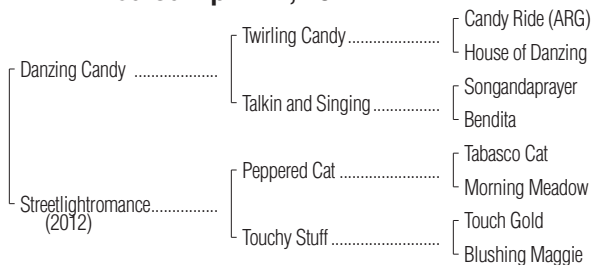 Danzing Candy ....................
Twirling Candy......................
Candy Ride (ARG)
House of Danzing
Talkin and Singing................
Songandaprayer
Bendita
Streetlightromance................
(2012)
Peppered Cat ........................
Tabasco Cat
Morning Meadow
Touchy Stuff..........................
Touch Gold
Blushing Maggie